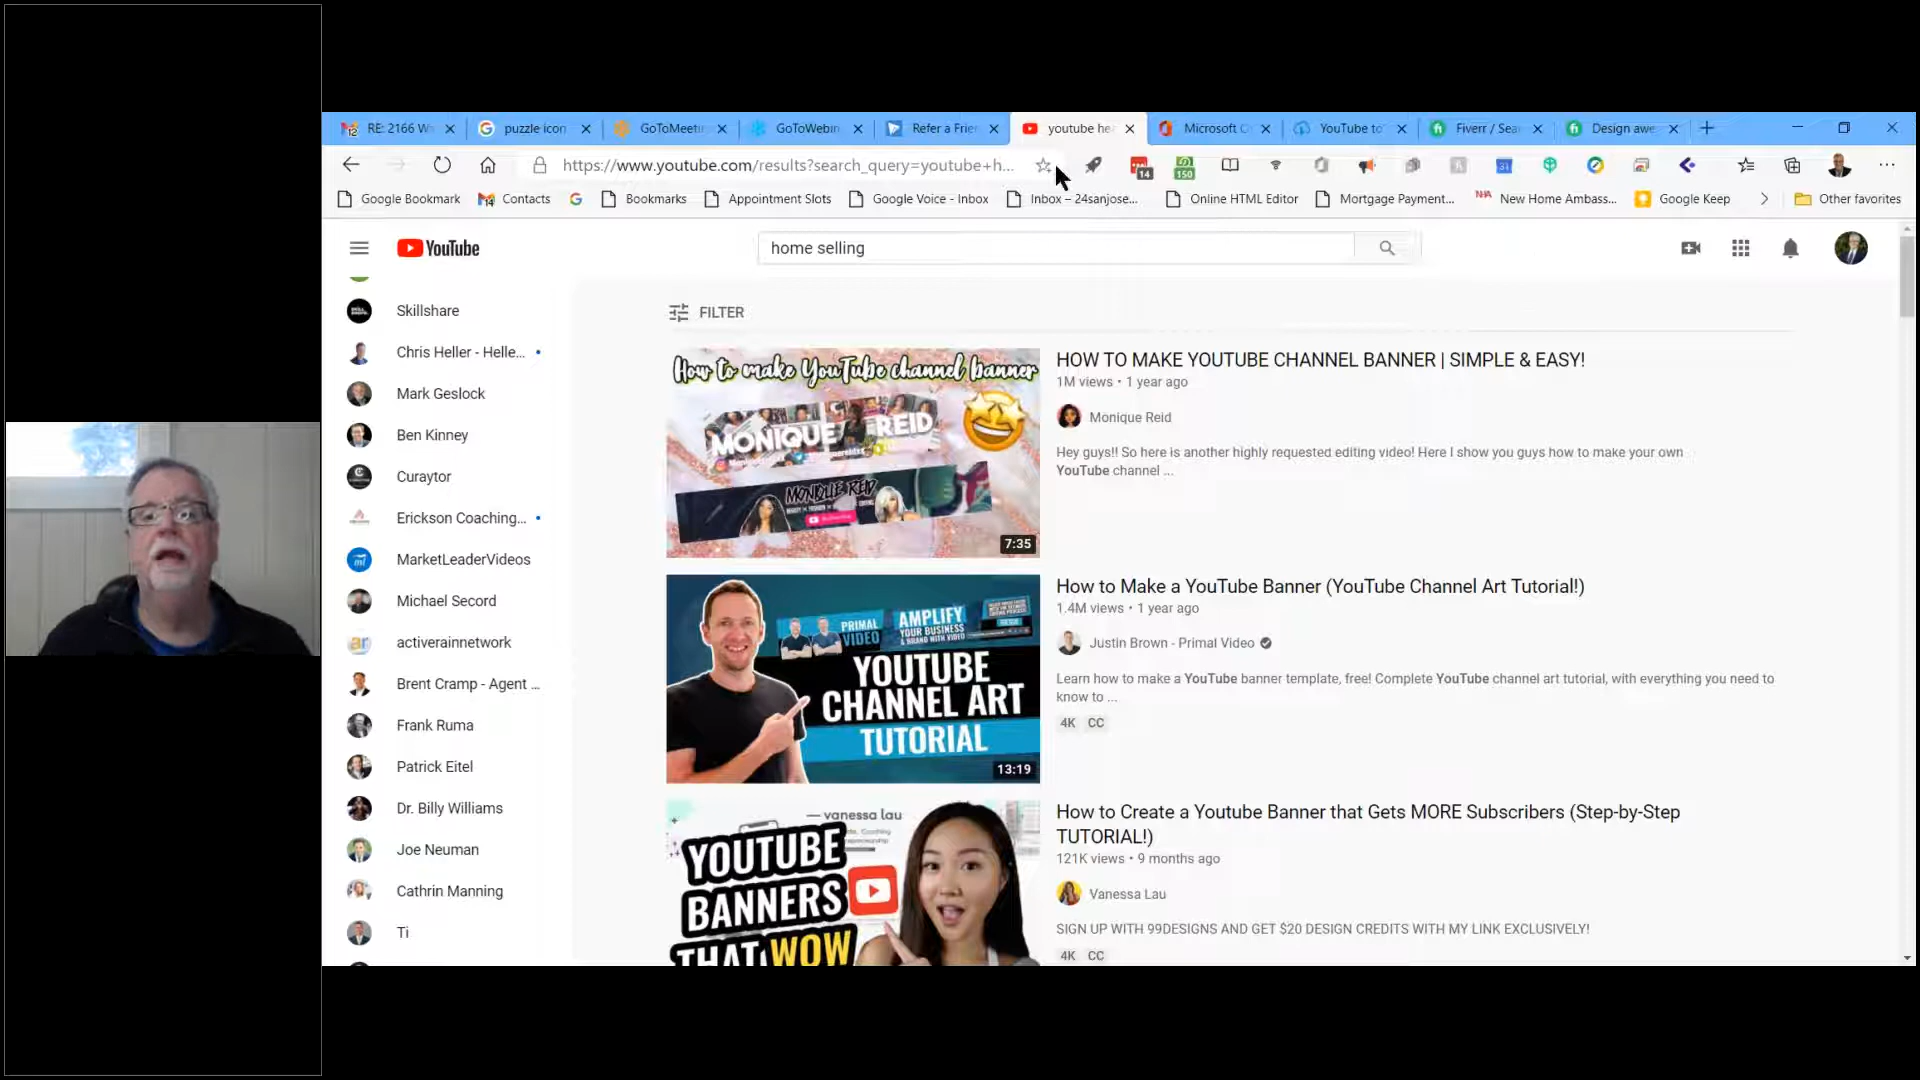 RE: 2166 W
puzzle icon
GoToMeeti
GoToWebin
Refer a Frie
youtube he
Microsoft O
YouTube to
Fiverr / Sea
Design awe
https://www.youtube.com/results?search_query=youtube+h...
14
150
Google Bookmark
Contacts
Bookmarks
Appointment Slots
Google Voice - Inbox
Inbox – 24sanjose...
Online HTML Editor
Mortgage Payment...
NHA
New Home Ambass...
Google Keep
Other favorites
YouTube
home selling
FILTER
Skillshare
Chris Heller - Helle...
Mark Geslock
Ben Kinney
Curaytor
Erickson Coaching...
MarketLeaderVideos
Michael Secord
activerainnetwork
Brent Cramp - Agent ...
Frank Ruma
Patrick Eitel
Dr. Billy Williams
Joe Neuman
Cathrin Manning
Ti
How to make YouTube channel banner
MONIQUE REID
MONIQUE REID
7:35
HOW TO MAKE YOUTUBE CHANNEL BANNER | SIMPLE & EASY!
1M views • 1 year ago
Monique Reid
Hey guys!! So here is another highly requested editing video! Here I show you guys how to make your own
YouTube channel ...
PRIMAL
VIDEO
AMPLIFY
YOUR BUSINESS
& BRAND WITH VIDEO
YOUTUBE
CHANNEL ART
TUTORIAL
13:19
How to Make a YouTube Banner (YouTube Channel Art Tutorial!)
1.4M views • 1 year ago
Justin Brown - Primal Video
Learn how to make a YouTube banner template, free! Complete YouTube channel art tutorial, with everything you need to
know to ...
4K CC
vanessa lau
YOUTUBE
BANNERS
THAT WOW
How to Create a Youtube Banner that Gets MORE Subscribers (Step-by-Step
TUTORIAL!)
121K views • 9 months ago
Vanessa Lau
SIGN UP WITH 99DESIGNS AND GET $20 DESIGN CREDITS WITH MY LINK EXCLUSIVELY!
4K CC